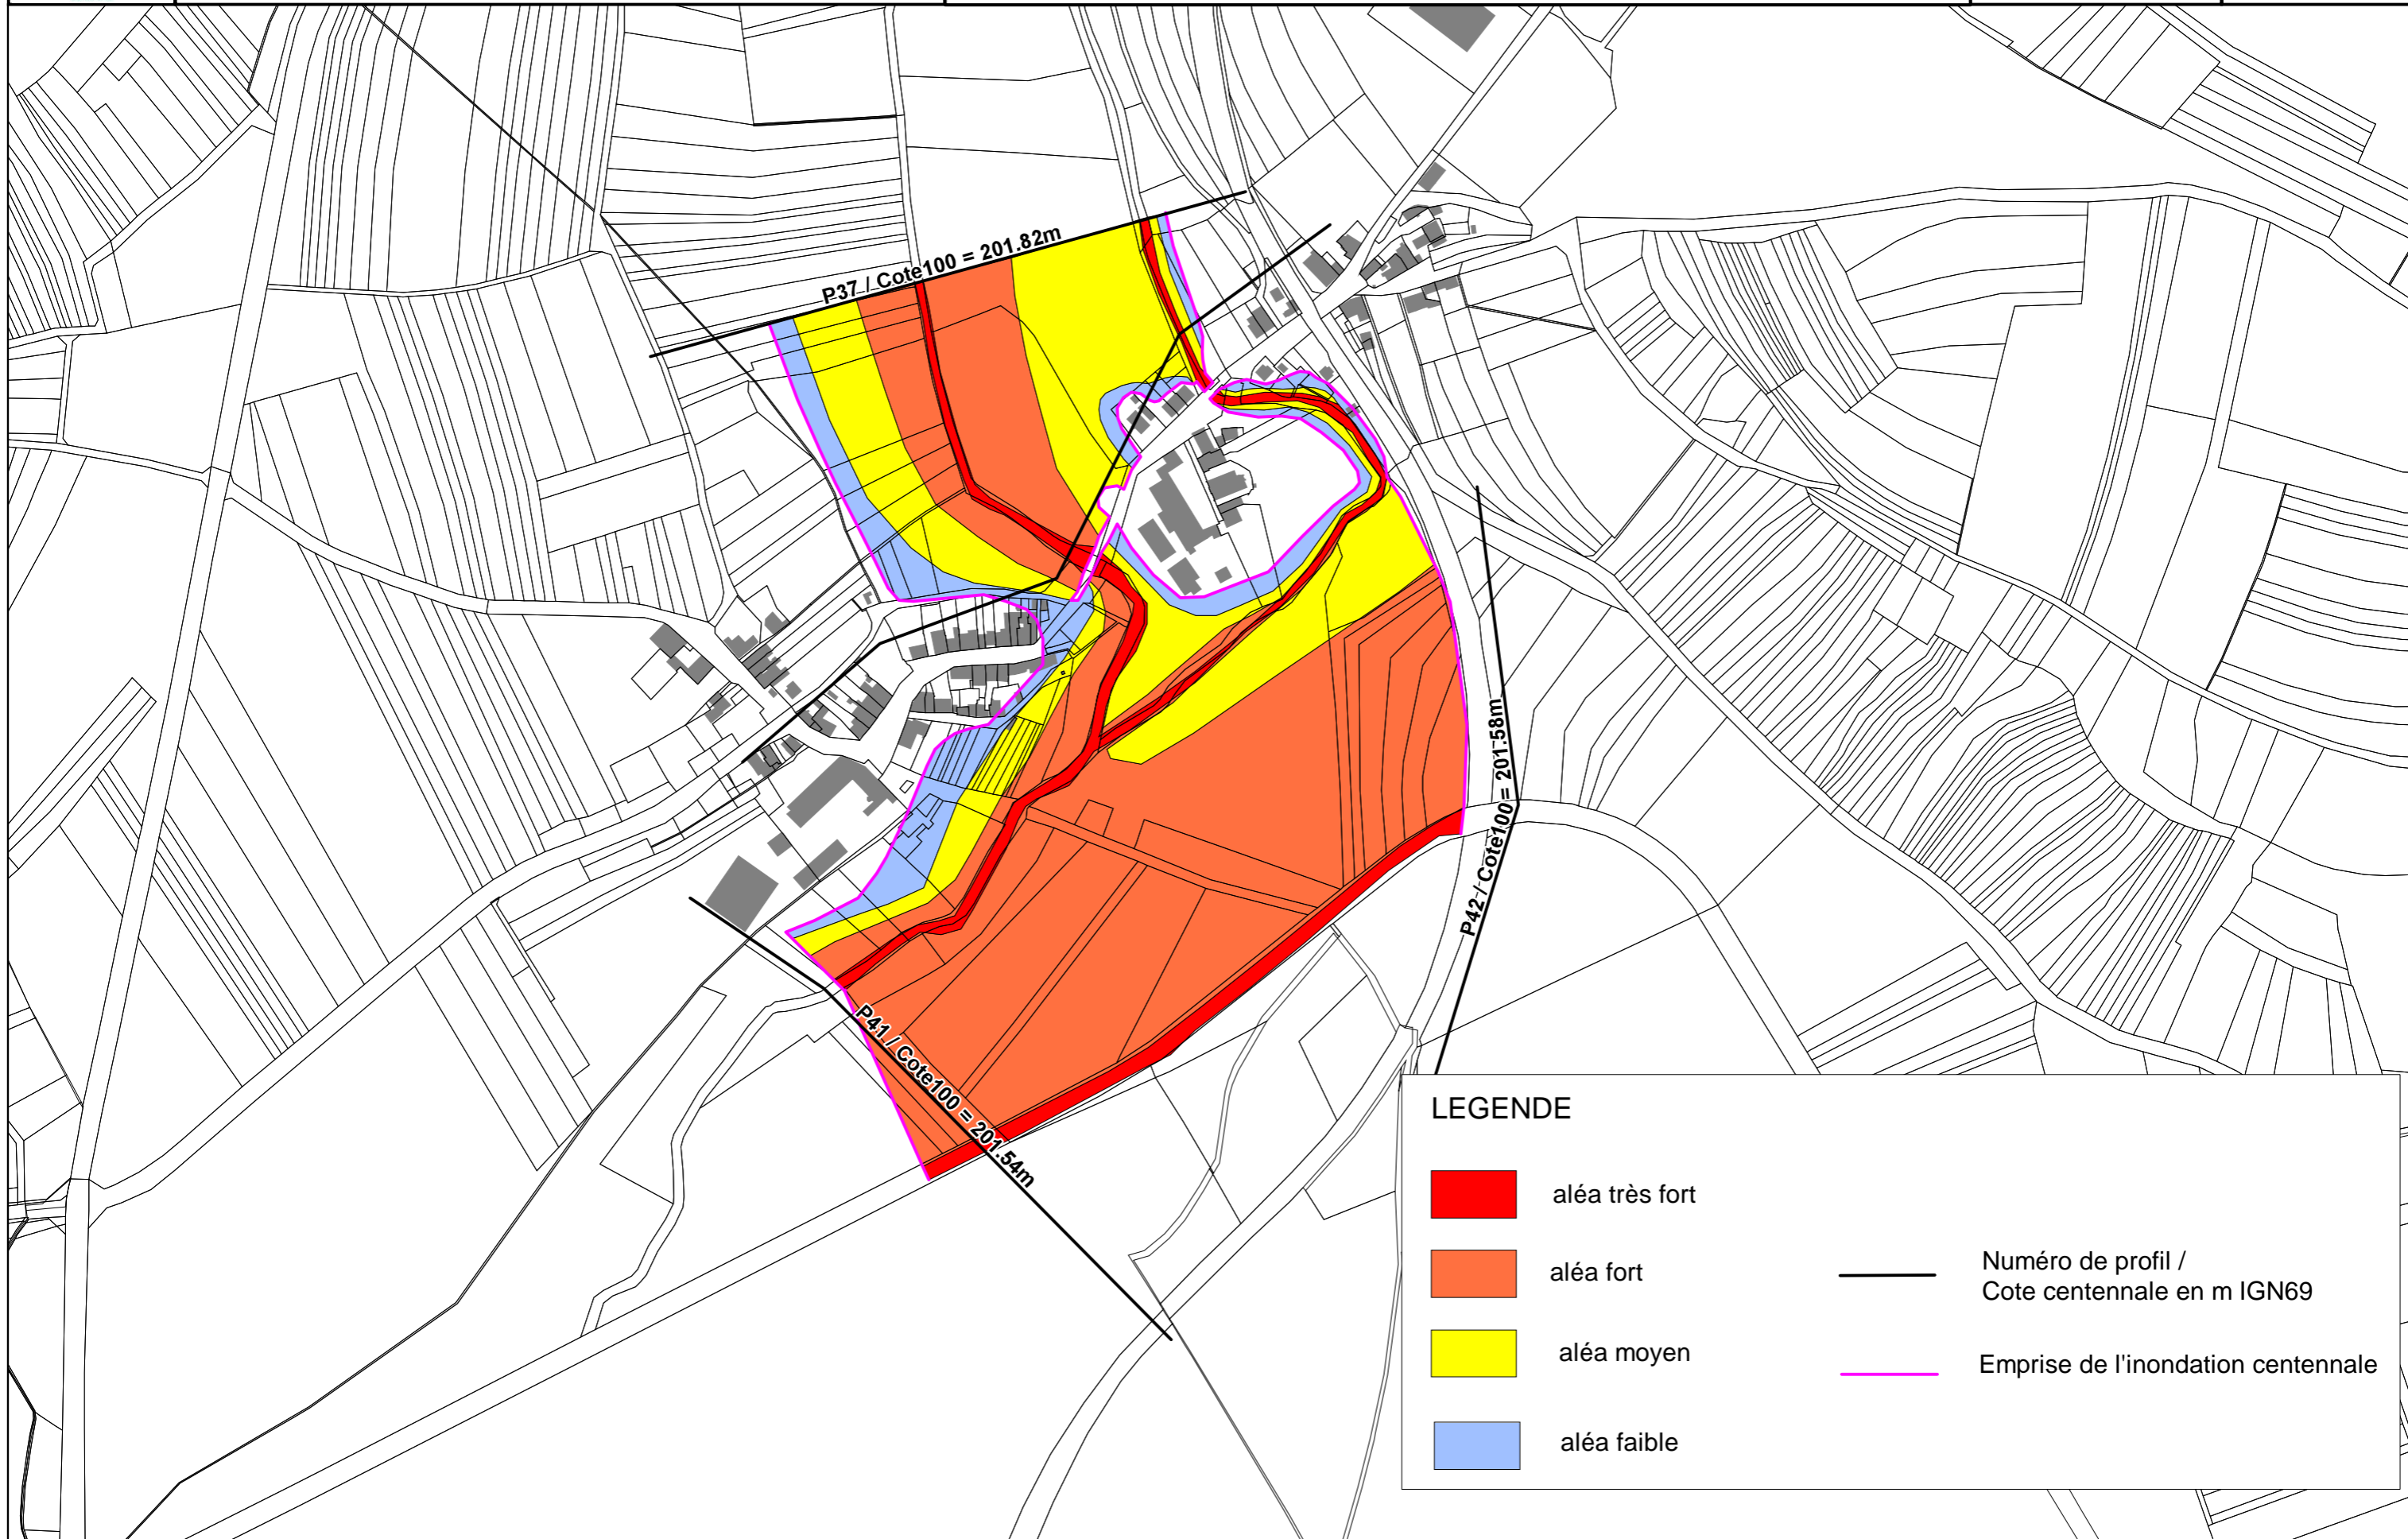 P37 / Cote100 = 201.82m
P42 / Cote100 = 201.58m
P41 / Cote100 = 201.54m
LEGENDE
aléa très fort
aléa fort
aléa moyen
aléa faible
Numéro de profil /
Cote centennale en m IGN69
Emprise de l'inondation centennale